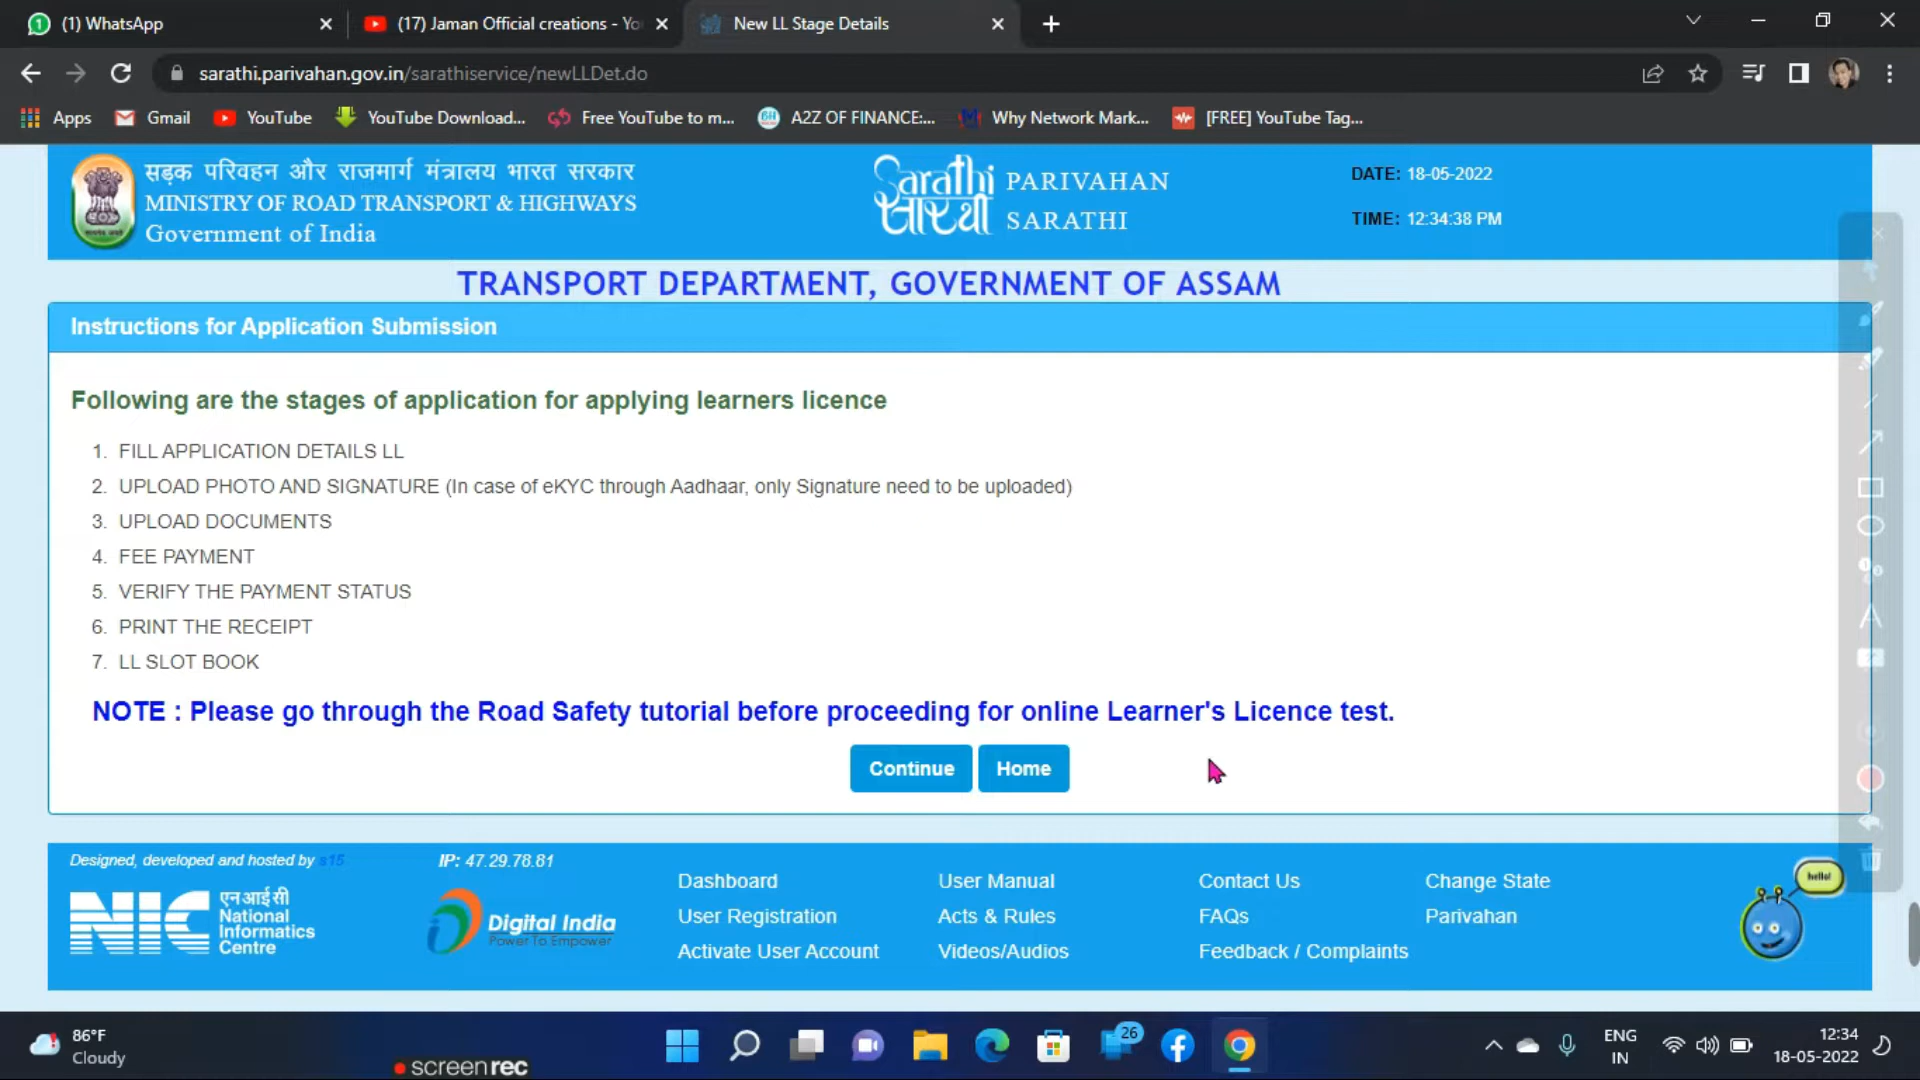 (1) WhatsApp
(17) Jaman Official creations - Yo
New LL Stage Details
sarathi.parivahan.gov.in/sarathiservice/newLLDet.do
Apps
Gmail
YouTube
YouTube Download...
Free YouTube to m...
A2Z OF FINANCE:...
Why Network Mark...
[FREE] YouTube Tag...
सड़क परिवहन और राजमार्ग मंत्रालय भारत सरकार
MINISTRY OF ROAD TRANSPORT & HIGHWAYS
Government of India
Sarathi
सारथी
PARIVAHAN
SARATHI
DATE: 18-05-2022
TIME: 12:34:38 PM
TRANSPORT DEPARTMENT, GOVERNMENT OF ASSAM
Instructions for Application Submission
Following are the stages of application for applying learners licence
1. FILL APPLICATION DETAILS LL
2. UPLOAD PHOTO AND SIGNATURE (In case of eKYC through Aadhaar, only Signature need to be uploaded)
3. UPLOAD DOCUMENTS
4. FEE PAYMENT
5. VERIFY THE PAYMENT STATUS
6. PRINT THE RECEIPT
7. LL SLOT BOOK
NOTE : Please go through the Road Safety tutorial before proceeding for online Learner's Licence test.
Continue
Home
Designed, developed and hosted by s15
IP: 47.29.78.81
NIC
एनआईसी
National
Informatics
Centre
Digital India
Power To Empower
Dashboard
User Registration
Activate User Account
User Manual
Acts & Rules
Videos/Audios
Contact Us
FAQs
Feedback / Complaints
Change State
Parivahan
hello!
86°F
Cloudy
screenrec
26
ENG
IN
12:34
18-05-2022